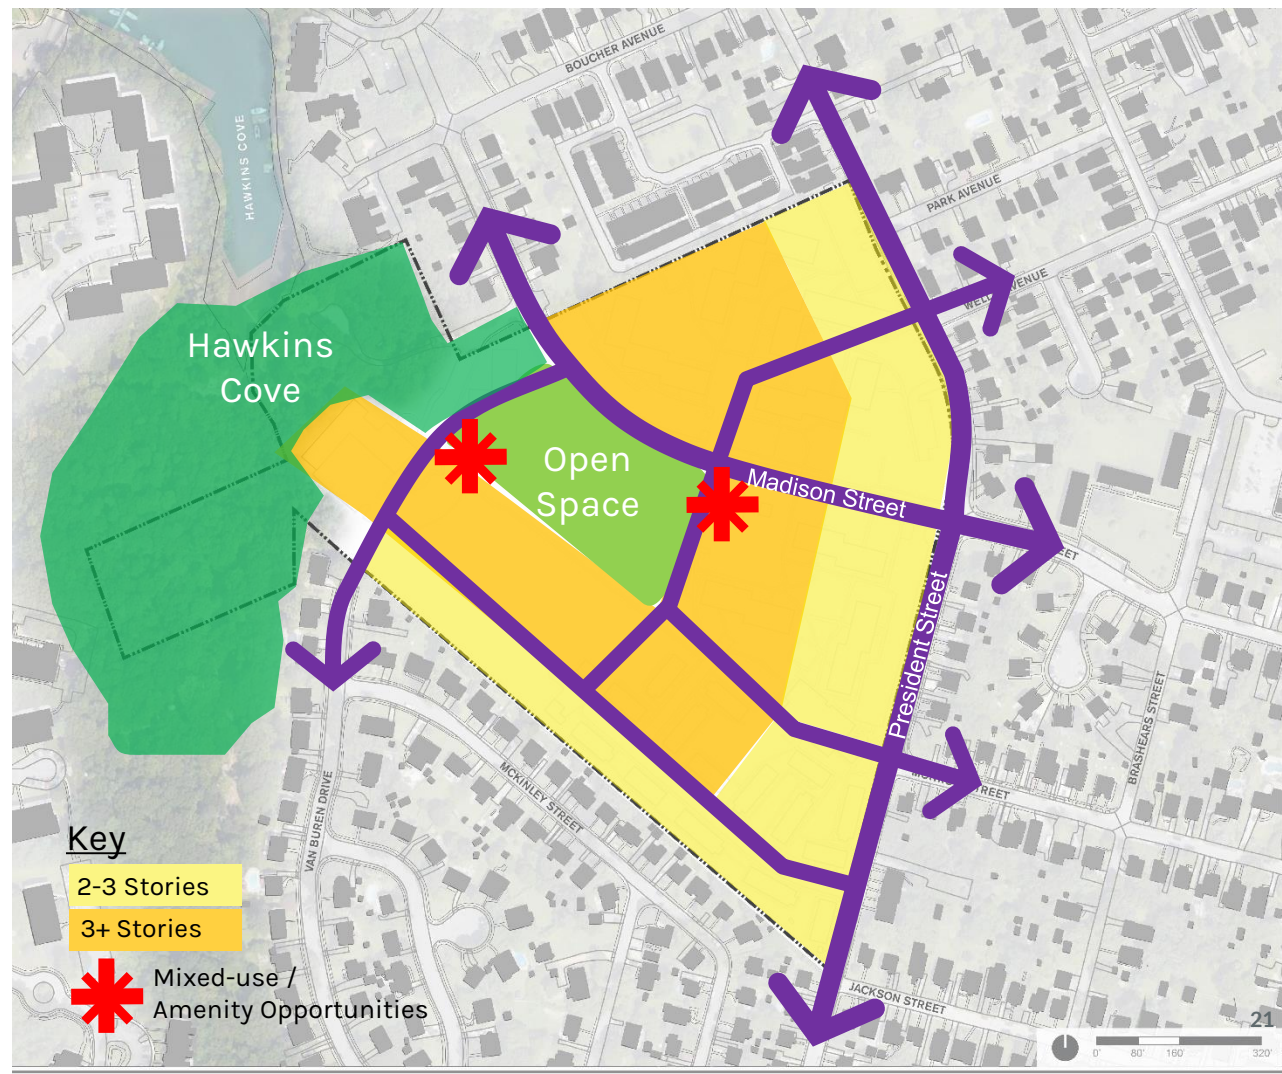 BOUCHER AVENUE
HAWKINS COVE
PARK AVENUE
AVENUE
Hawkins
Cove
Open
Space
Madison Street
President Street
BRASHEARS STREET
STREET
MCKINLEY STREET
VAN BUREN DRIVE
JACKSON STREET
Key
2-3 Stories
3+ Stories
Mixed-use /
Amenity Opportunities
21
0'
80'
160'
320'